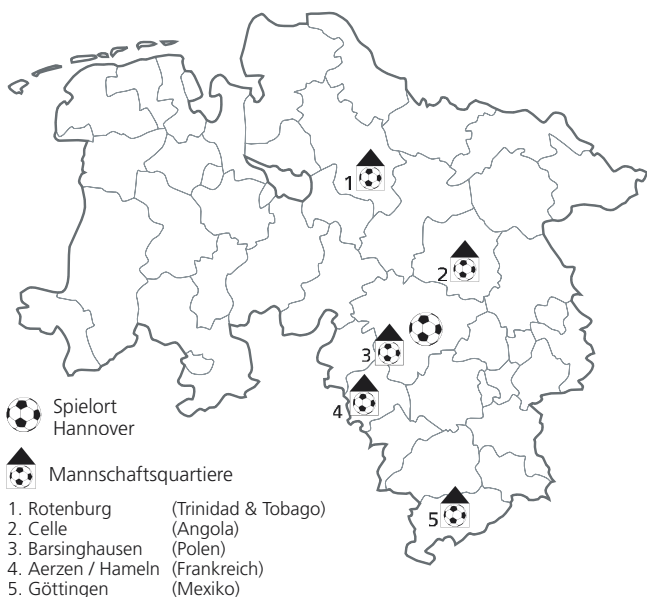 1
2
3
4
5
Spielort
Hannover
Mannschaftsquartiere
1. Rotenburg (Trinidad & Tobago)
2. Celle (Angola)
3. Barsinghausen (Polen)
4. Aerzen / Hameln (Frankreich)
5. Göttingen (Mexiko)